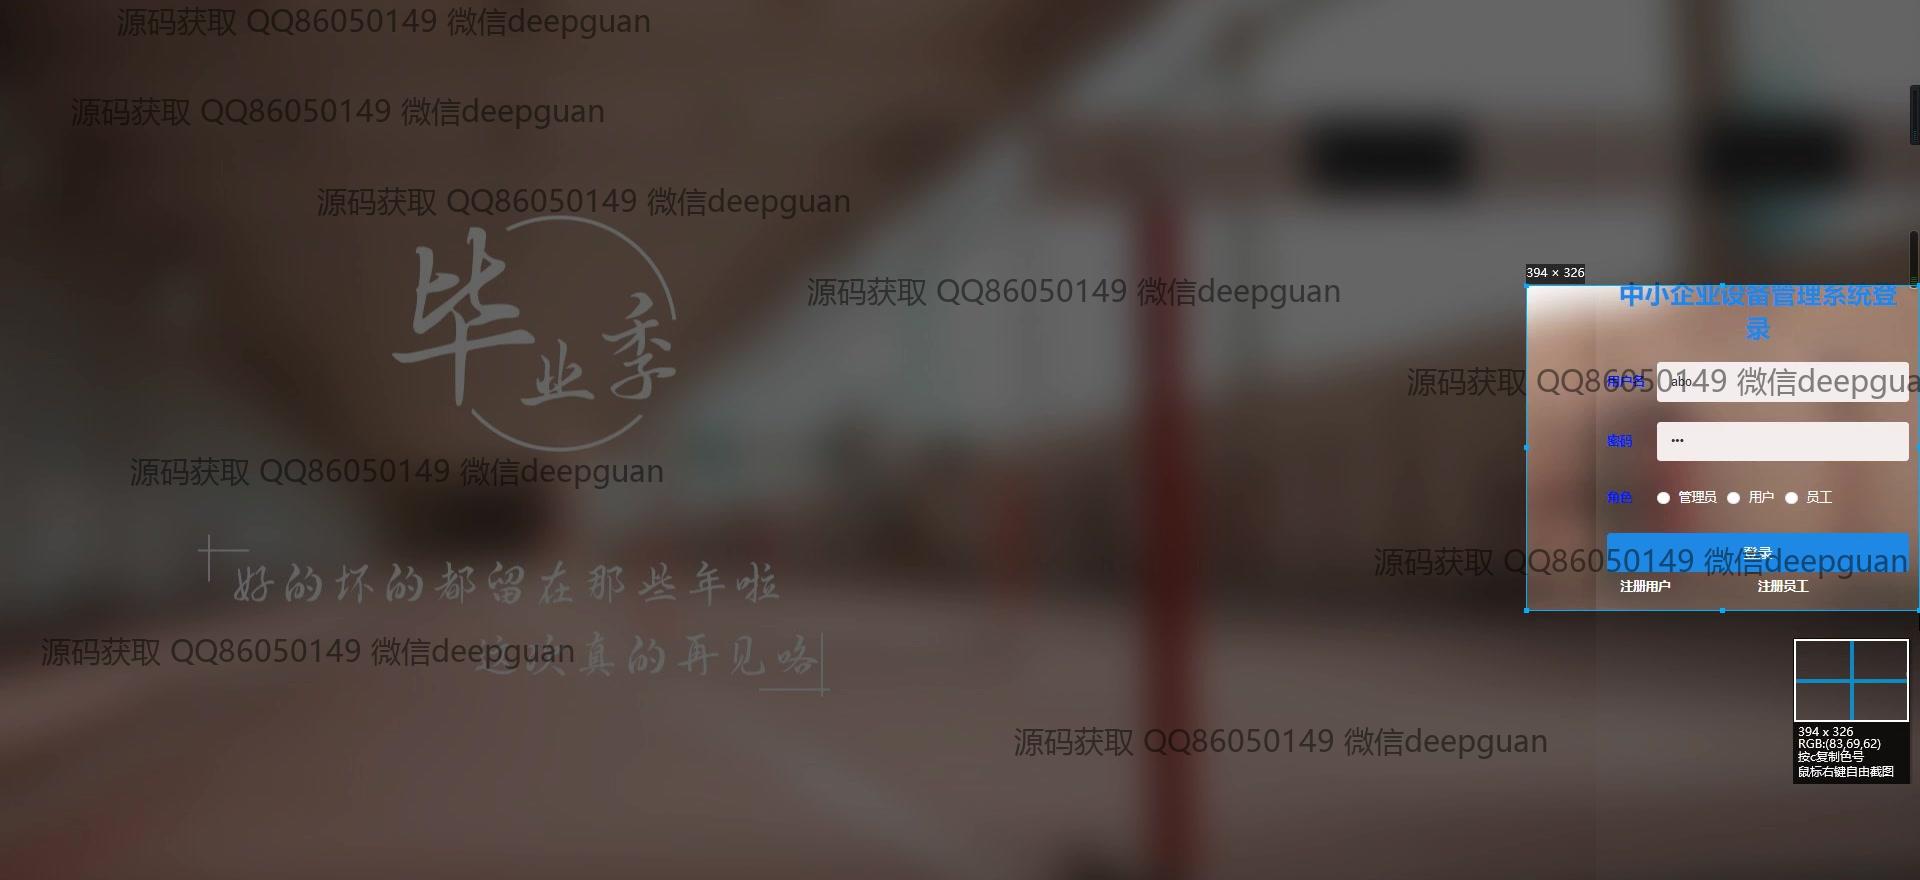 源码获取 QQ86050149 微信deepguan
源码获取 QQ86050149 微信deepguan
源码获取 QQ86050149 微信deepguan
毕业季
源码获取 QQ86050149 微信deepguan
394 × 326
中小企业设备管理系统登
录
源码获取 QQ86050149 微信deepgua
用户名
abo
密码
•••
角色
管理员 用户 员工
源码获取 QQ86050149 微信deepguan
好的坏的都留在那些年啦
源码获取 QQ86050149 微信deepguan
登录
注册用户 注册员工
源码获取 QQ86050149 微信deepguan
这次真的再见咯
源码获取 QQ86050149 微信deepguan
394 x 326
RGB:(83,69,62)
按c复制色号
鼠标右键自由截图